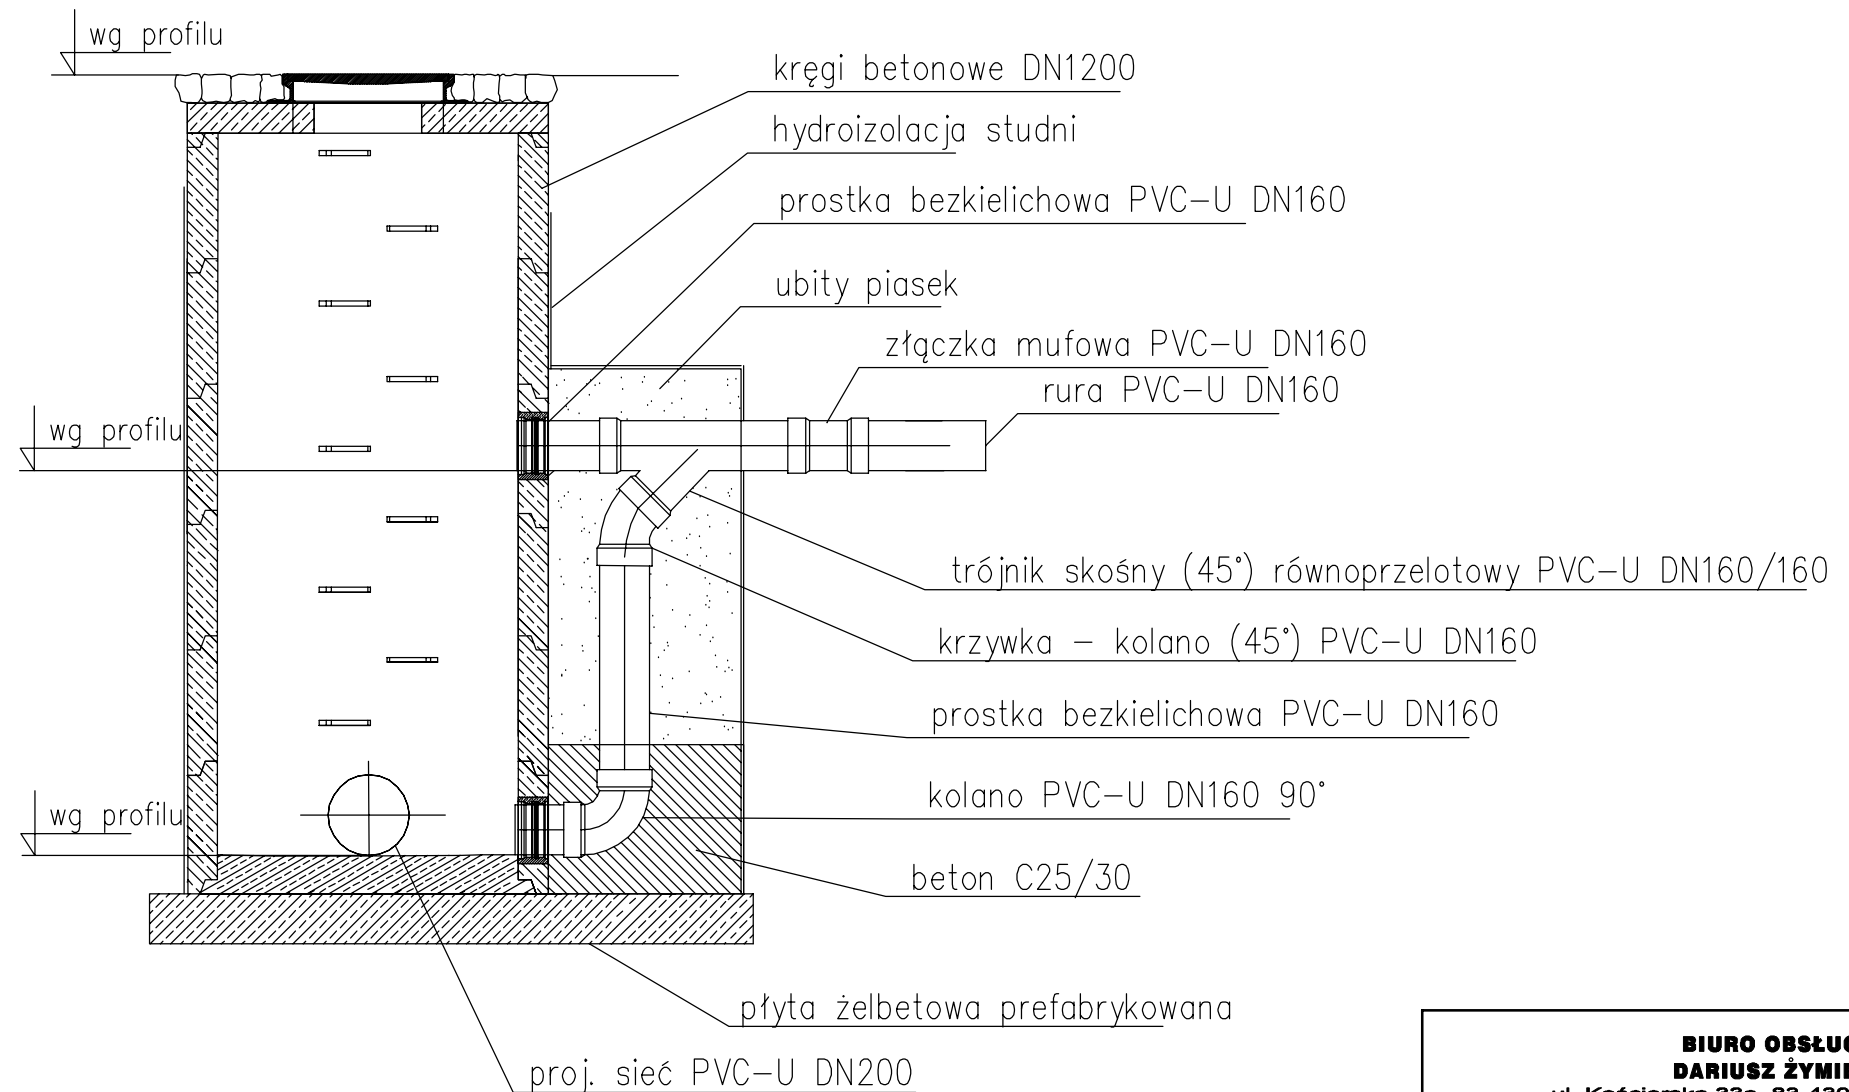 wg profilu
kręgi betonowe DN1200
hydroizolacja studni
prostka bezkielichowa PVC-U DN160
ubity piasek
złączka mufowa PVC-U DN160
rura PVC-U DN160
wg profilu
trójnik skośny (45°) równoprzelotowy PVC-U DN160/160
krzywka - kolano (45°) PVC-U DN160
prostka bezkielichowa PVC-U DN160
kolano PVC-U DN160 90°
wg profilu
beton C25/30
płyta żelbetowa prefabrykowana
proj. sieć PVC-U DN200
BIURO
DARIUSZ